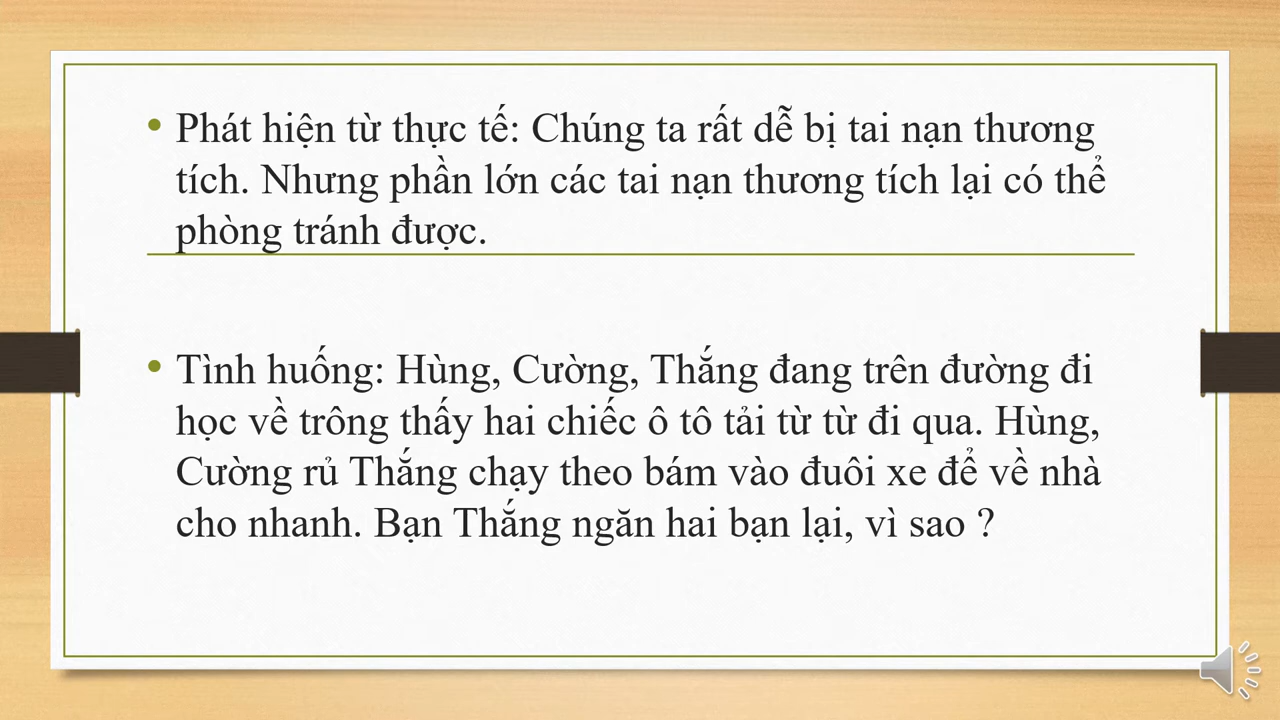 • Phát hiện từ thực tế: Chúng ta rất dễ bị tai nạn thương
tích. Nhưng phần lớn các tai nạn thương tích lại có thể
phòng tránh được.
• Tình huống: Hùng, Cường, Thắng đang trên đường đi
học về trông thấy hai chiếc ô tô tải từ từ đi qua. Hùng,
Cường rủ Thắng chạy theo bám vào đuôi xe để về nhà
cho nhanh. Bạn Thắng ngăn hai bạn lại, vì sao ?